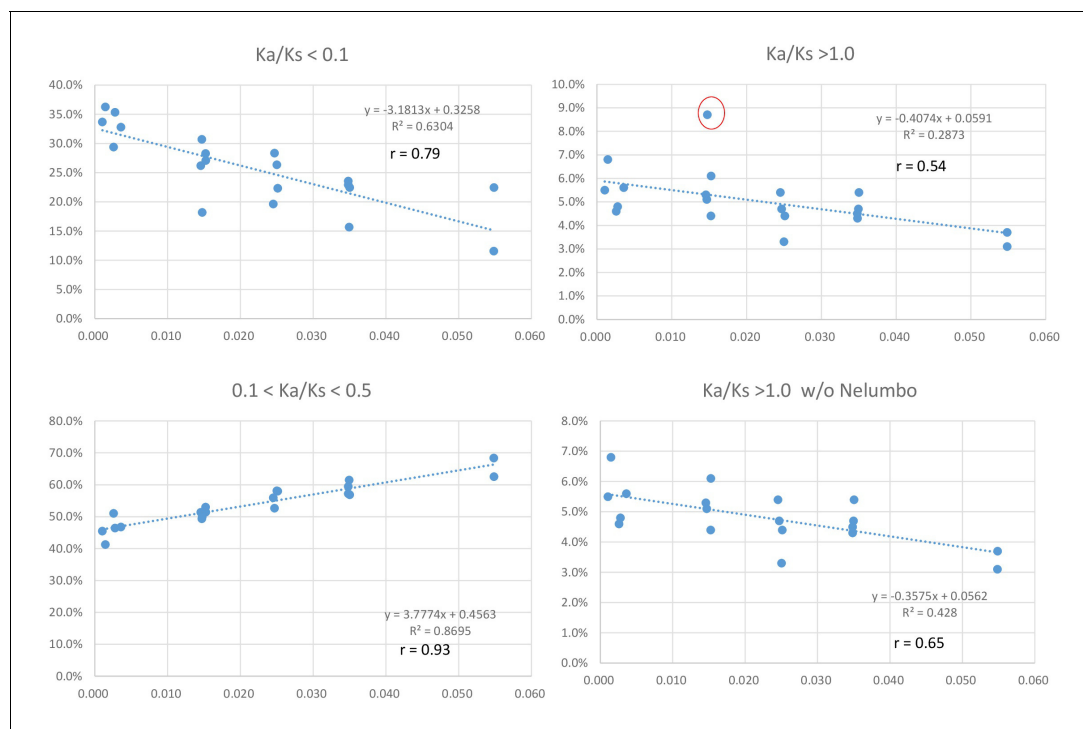 Ka/Ks < 0.1
40.0%
35.0%
30.0%
25.0%
20.0%
15.0%
10.0%
5.0%
0.0%
y = -3.1813x + 0.3258
R² = 0.6304
r = 0.79
0.000 0.010 0.020 0.030 0.040 0.050 0.060
Ka/Ks >1.0
10.0%
9.0%
8.0%
7.0%
6.0%
5.0%
4.0%
3.0%
2.0%
1.0%
0.0%
y = -0.4074x + 0.0591
R² = 0.2873
r = 0.54
0.000 0.010 0.020 0.030 0.040 0.050 0.060
0.1 < Ka/Ks < 0.5
80.0%
70.0%
60.0%
50.0%
40.0%
30.0%
20.0%
10.0%
0.0%
y = 3.7774x + 0.4563
R² = 0.8695
r = 0.93
0.000 0.010 0.020 0.030 0.040 0.050 0.060
Ka/Ks >1.0 w/o Nelumbo
8.0%
7.0%
6.0%
5.0%
4.0%
3.0%
2.0%
1.0%
0.0%
y = -0.3575x + 0.0562
R² = 0.428
r = 0.65
0.000 0.010 0.020 0.030 0.040 0.050 0.060